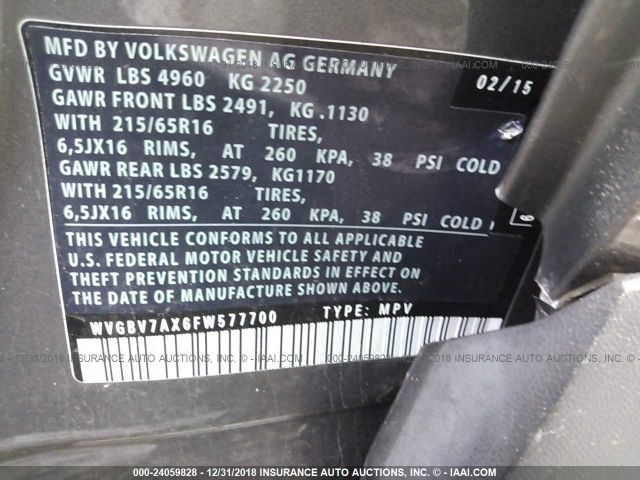 MFD BY VOLKSWAGEN AG GERMANY
GVWR LBS 4960 KG 2250 02/15
GAWR FRONT LBS 2491, KG .1130
WITH 215/65R16 TIRES,
6,5JX16 RIMS, AT 260 KPA, 38 PSI COLD
GAWR REAR LBS 2579, KG1170
WITH 215/65R16 TIRES,
6,5JX16 RIMS, AT 260 KPA, 38 PSI COLD
THIS VEHICLE CONFORMS TO ALL APPLICABLE
U.S. FEDERAL MOTOR VEHICLE SAFETY AND
THEFT PREVENTION STANDARDS IN EFFECT ON
THE DATE OF MANUFACTURE SHOWN ABOVE.
WVGBV7AX6FW577700 TYPE: MPV
000-24059828 - 12/31/2018 INSURANCE AUTO AUCTIONS, INC. - IAAI.COM